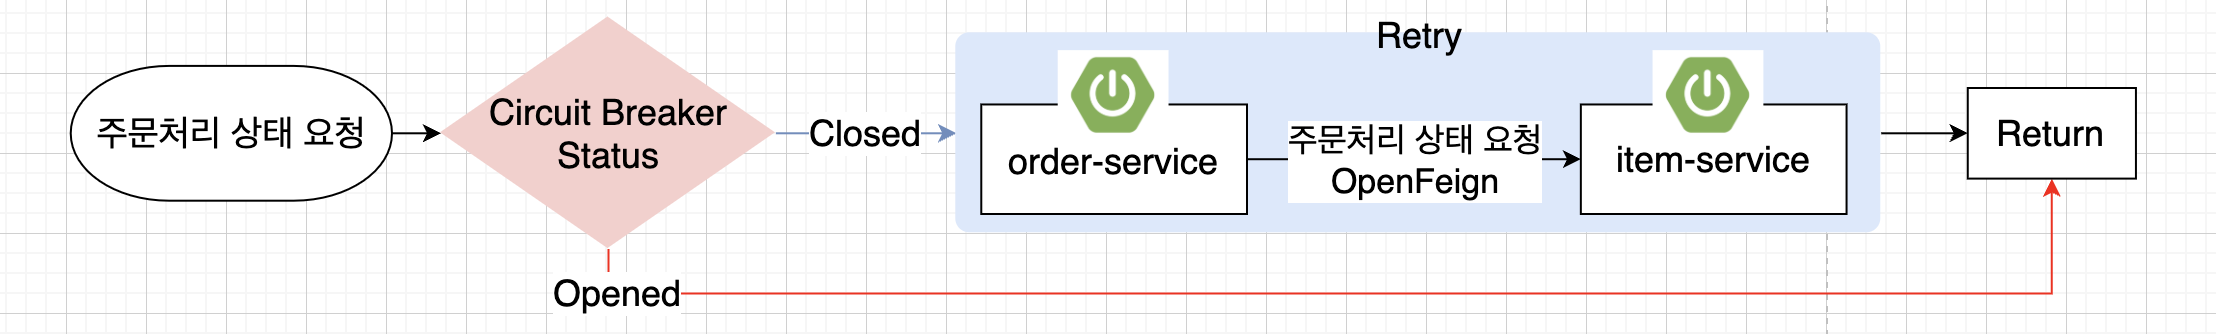 주문처리 상태 요청
Circuit Breaker
Status
Closed
Retry
order-service
주문처리 상태 요청
OpenFeign
item-service
Return
Opened